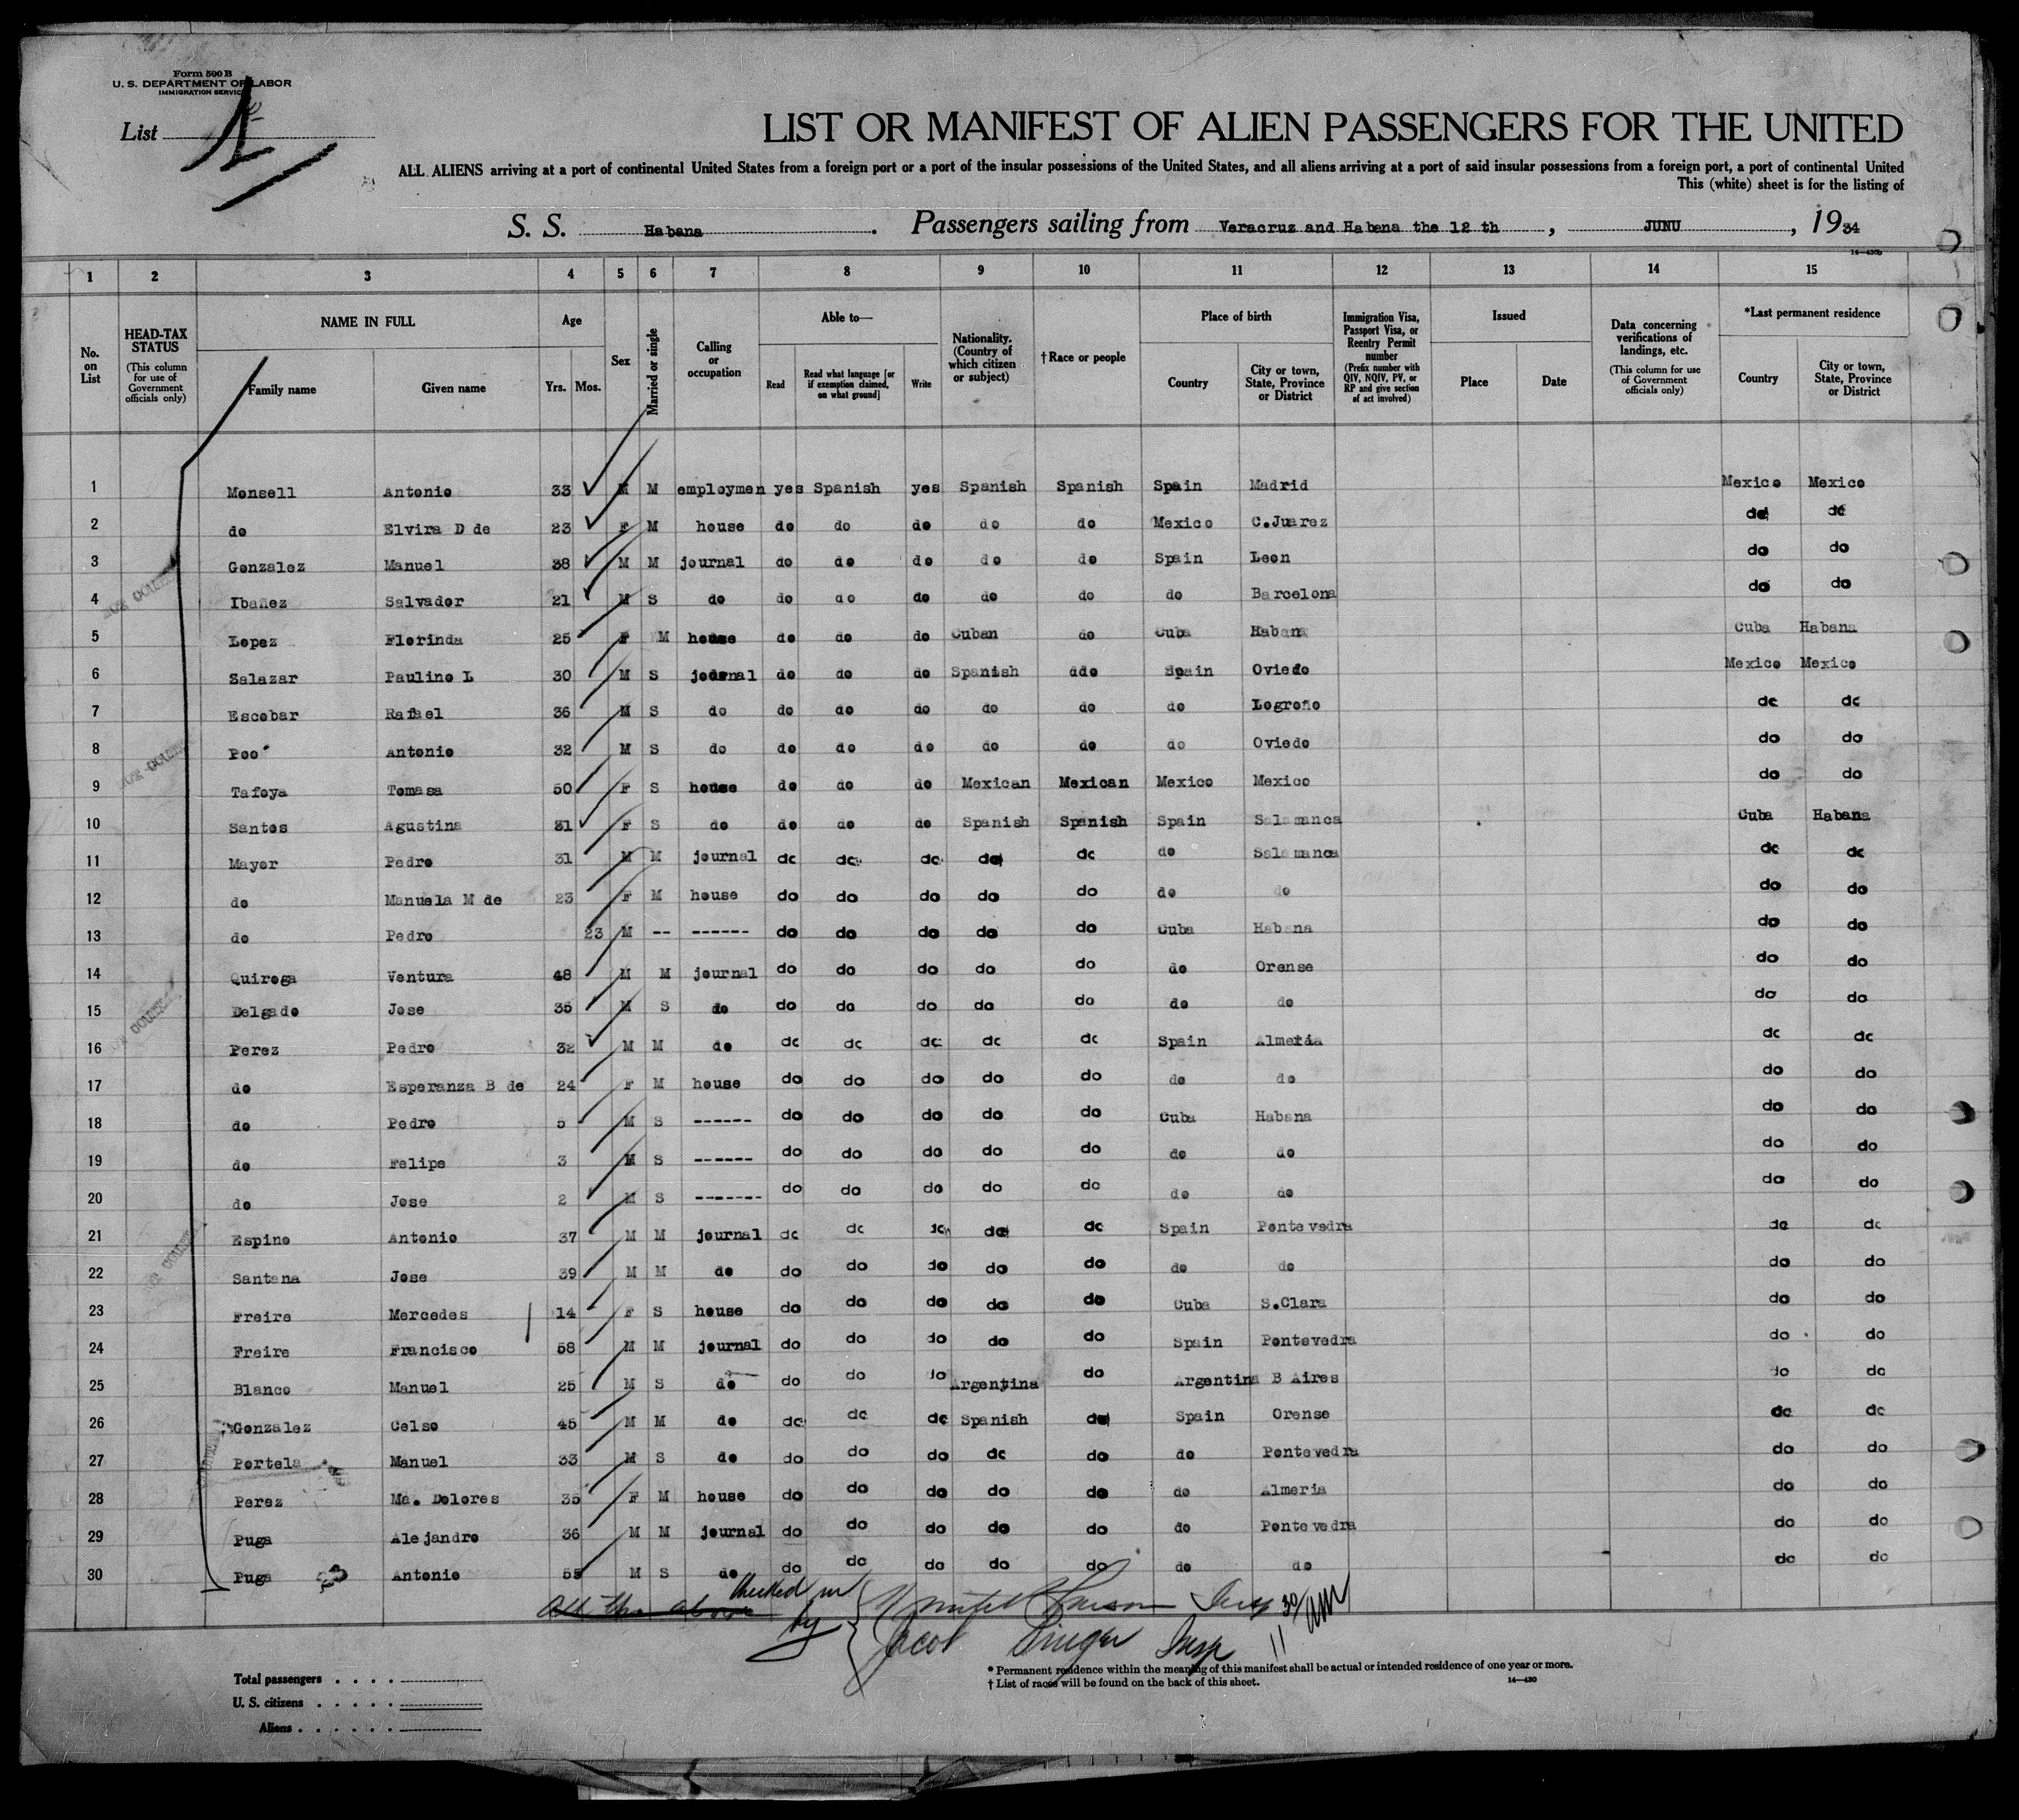 Form 500 B
U. S. DEPARTMENT OF LABOR
IMMIGRATION SERVICE
List
LIST OR MANIFEST OF ALIEN PASSENGERS FOR THE UNITED
ALL ALIENS arriving at a port of continental United States from a foreign port or a port of the insular possessions of the United States, and all aliens arriving at a port of said insular possessions from a foreign port, a port of continental United
This (white) sheet is for the listing of
S. S. Habana. Passengers sailing from Veracruz and Habana the 12 th, JUNU, 1934
14—430b
1 2 3 4 5 6 7 8 9 10 11 12 13 14 15
No. on List
HEAD-TAX STATUS (This column for use of Government officials only)
NAME IN FULL Family name Given name
Age Yrs. Mos.
Sex
Married or single
Calling or occupation
Able to— Read Read what language [or if exemption claimed, on what ground] Write
Nationality. (Country of which citizen or subject)
† Race or people
Place of birth Country City or town, State, Province or District
Immigration Visa, Passport Visa, or Reentry Permit number (Prefix number with QIV, NQIV, PV, or RP and give section of act involved)
Issued Place Date
Data concerning verifications of landings, etc. (This column for use of Government officials only)
*Last permanent residence Country City or town, State, Province or District
1 Monsell Antonio 33 M M employmen yes Spanish yes Spanish Spanish Spain Madrid Mexico Mexico
2 do Elvira D de 23 F M house do do do do do Mexico C.Juarez do do
3 Gonzalez Manuel 38 M M journal do do do do do Spain Leon do do
4 Ibañez Salvador 21 M S do do do do do do do Barcelona do do
5 Lopez Florinda 25 F M house do do do Cuban do Cuba Habana Cuba Habana
6 Salazar Paulino L 30 M S journal do do do Spanish ddo Spain Oviedo Mexico Mexico
7 Escobar Rafael 36 M S do do do do do do do Logroño do do
8 Poo Antonio 32 M S do do do do do do do Oviedo do do
9 Tafoya Tomasa 50 F S house do do do Mexican Mexican Mexico Mexico do do
10 Santos Agustina 31 F S do do do do Spanish Spanish Spain Salamanca Cuba Habana
11 Mayor Pedro 31 M M journal do do do do do do Salamanca do do
12 do Manuela M de 23 F M house do do do do do do do do do
13 do Pedro 23 M -- ------ do do do do do Cuba Habana do do
14 Quiroga Ventura 48 M M journal do do do do do do Orense do do
15 Delgado Jose 35 M S do do do do do do do do do do
16 Perez Pedro 32 M M do do do do do do Spain Almeria do do
17 do Esperanza B de 24 F M house do do do do do do do do do
18 do Pedro 5 M S ------ do do do do do Cuba Habana do do
19 do Felipe 3 M S ------ do do do do do do do do do
20 do Jose 2 M S ------- do do do do do do do do do
21 Espino Antonio 37 M M journal do do do do do Spain Pontevedra do do
22 Santana Jose 39 M M do do do do do do do do do do
23 Freire Mercedes 14 F S house do do do do do Cuba S.Clara do do
24 Freire Francisco 58 M M journal do do do do do Spain Pontevedra do do
25 Blanco Manuel 25 M S do do do do Argentina do Argentina B Aires do do
26 Gonzalez Celso 45 M M do do do do Spanish do Spain Orense do do
27 Portela Manuel 33 M S do do do do do do do Pontevedra do do
28 Perez Ma. Dolores 35 F M house do do do do do do Almeria do do
29 Puga Alejandro 36 M M journal do do do do do do Pontevedra do do
30 Puga Antonio 55 M S do do do do do do do do do do
All the above Checked in by
Jacob Insp
11 30/ am
* Permanent residence within the meaning of this manifest shall be actual or intended residence of one year or more.
† List of races will be found on the back of this sheet.
14—430
Total passengers
U. S. citizens
Aliens